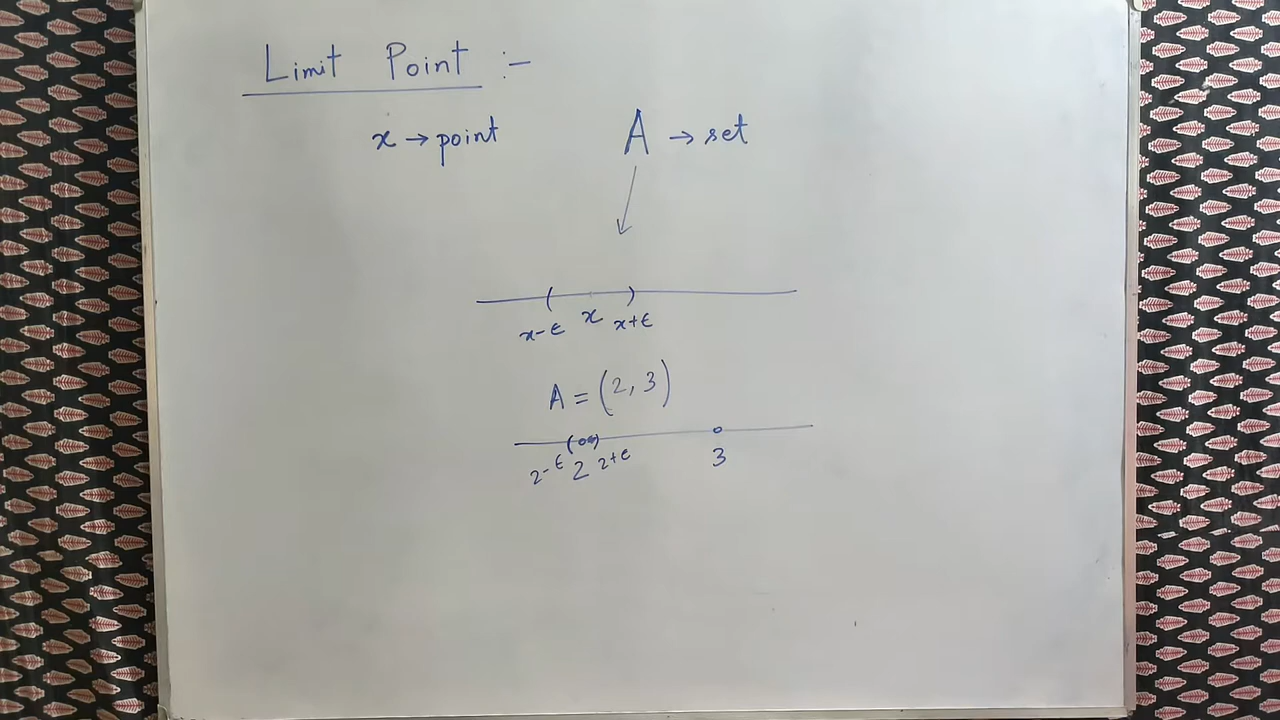 Limit Point :-
x → point A → set
x-ϵ x x+ϵ
A = (2, 3)
2-ϵ 2 2+ϵ 3